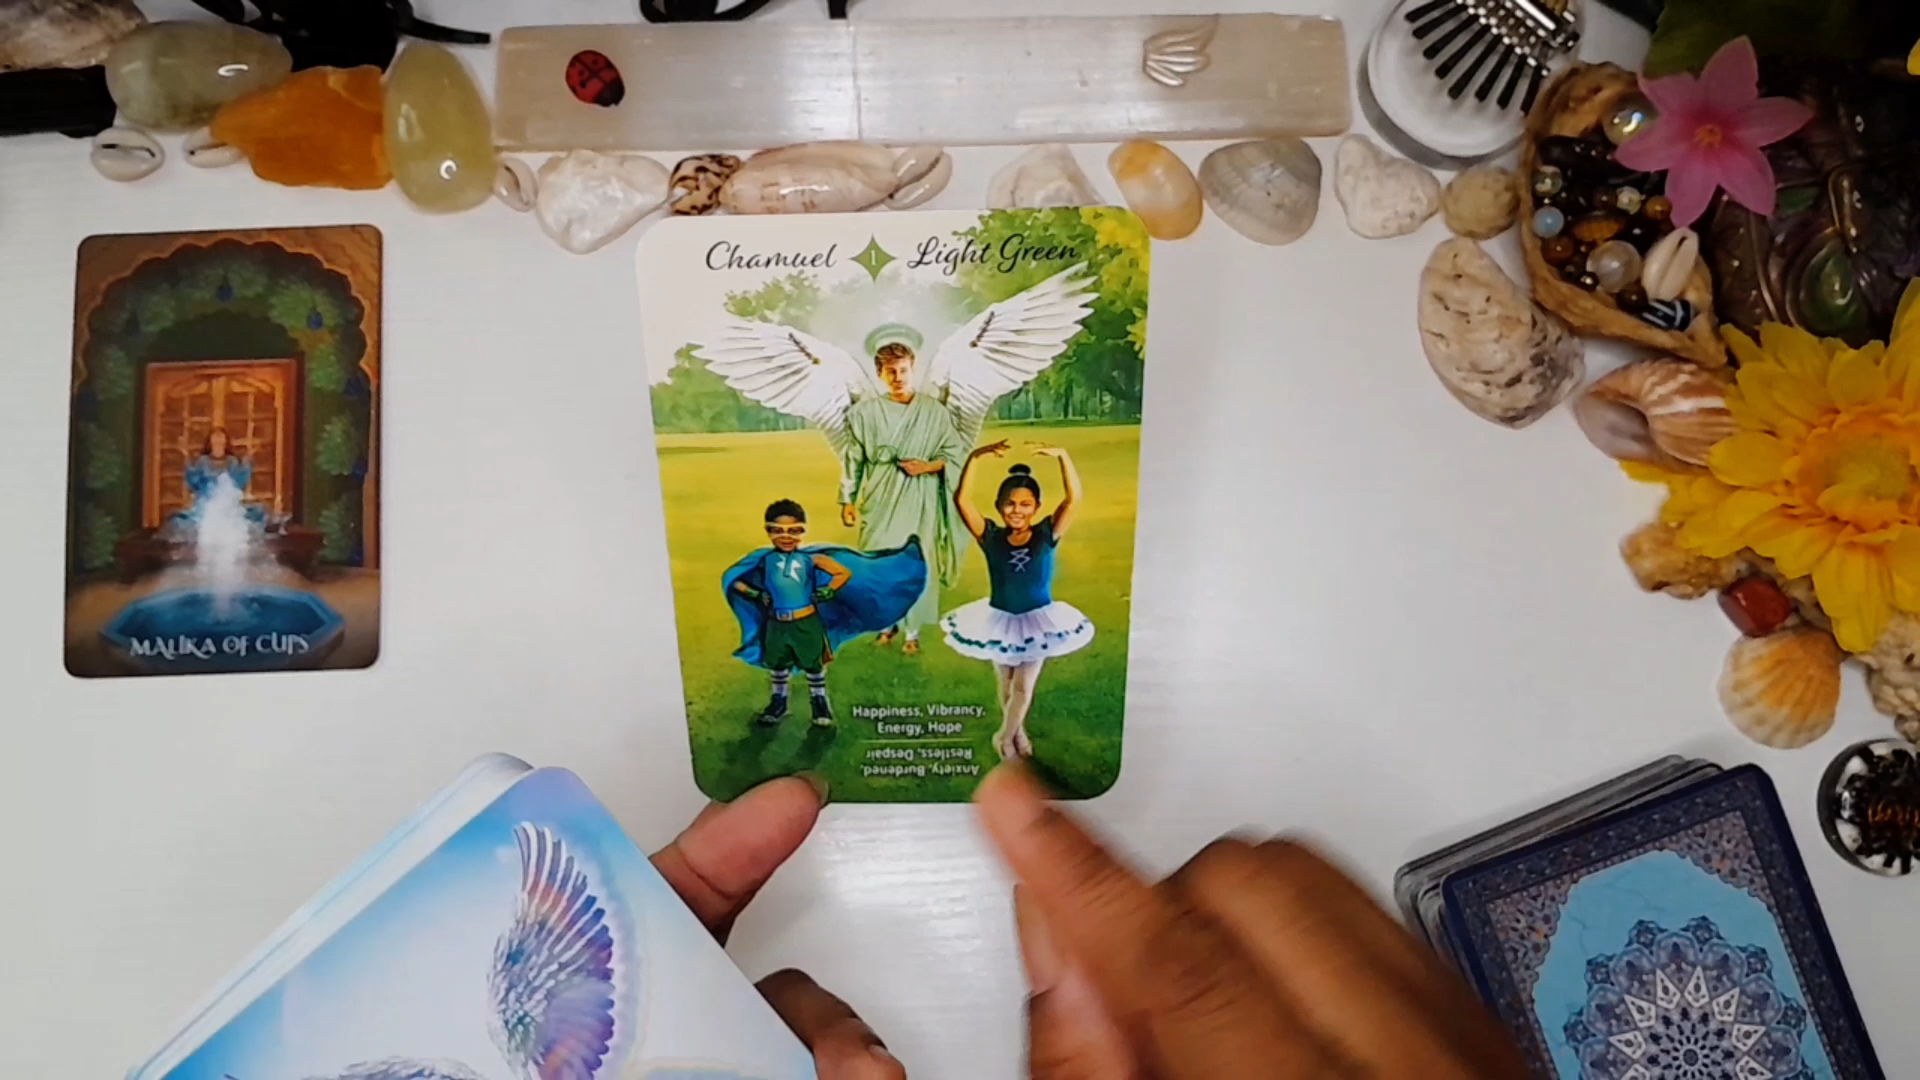 Chamuel 1 Light Green
Happiness, Vibrancy,
Energy, Hope
Anxiety, Burdened,
Restless, Despair
MALIKA OF CUPS